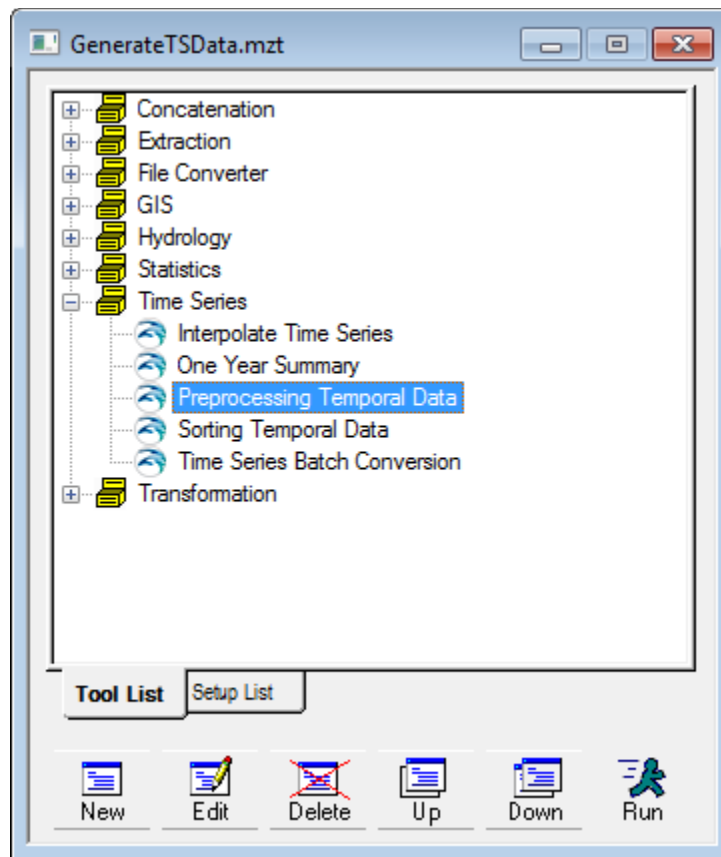 GenerateTSData.mzt
Concatenation
Extraction
File Converter
GIS
Hydrology
Statistics
Time Series
Interpolate Time Series
One Year Summary
Preprocessing Temporal Data
Sorting Temporal Data
Time Series Batch Conversion
Transformation
Tool List Setup List
New Edit Delete Up Down Run